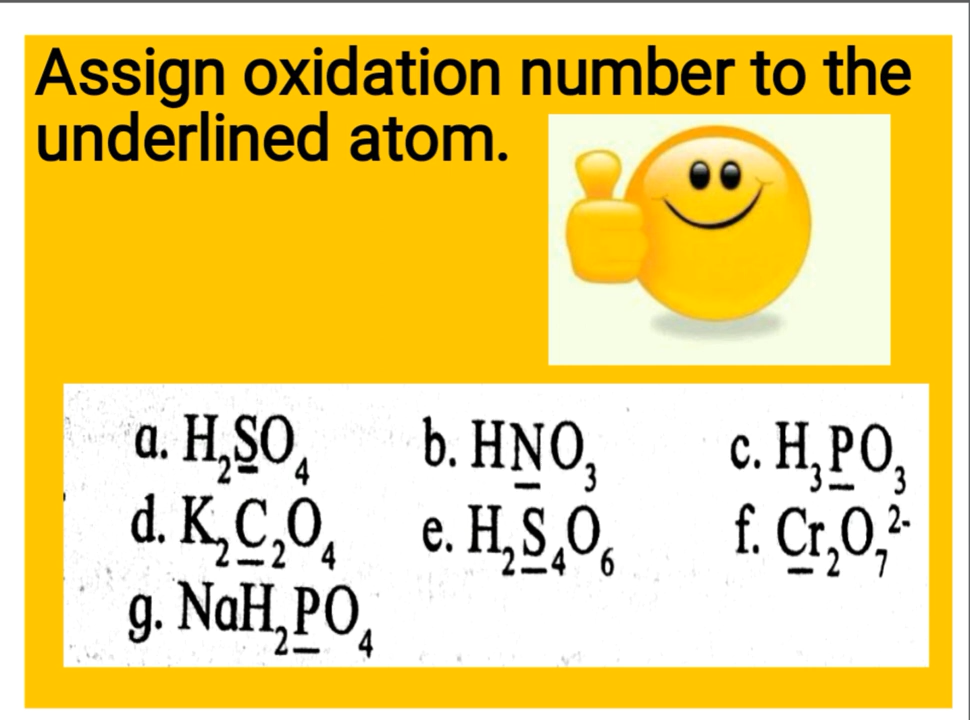 Assign oxidation number to the
underlined atom.
a. H₂SO₄ b. HNO₃ c. H₃PO₃
d. K₂C₂O₄ e. H₂S₄O₆ f. Cr₂O₇²⁻
g. NaH₂PO₄